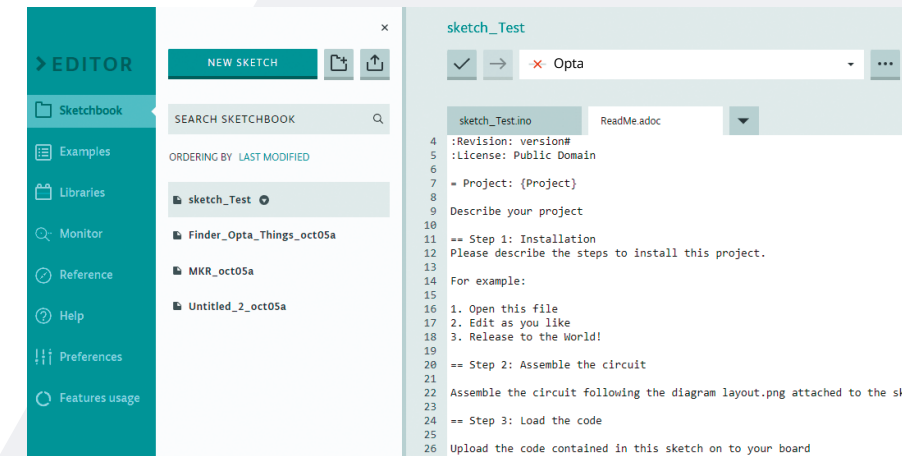 >EDITOR
Sketchbook
Examples
Libraries
Monitor
Reference
Help
Preferences
Features usage
×
NEW SKETCH
SEARCH SKETCHBOOK
ORDERING BY LAST MODIFIED
sketch_Test
Finder_Opta_Things_oct05a
MKR_oct05a
Untitled_2_oct05a
sketch_Test
Opta
sketch_Test.ino ReadMe.adoc
4 :Revision: version#
5 :License: Public Domain
6
7 = Project: {Project}
8
9 Describe your project
10
11 == Step 1: Installation
12 Please describe the steps to install this project.
13
14 For example:
15
16 1. Open this file
17 2. Edit as you like
18 3. Release to the World!
19
20 == Step 2: Assemble the circuit
21
22 Assemble the circuit following the diagram layout.png attached to the sk
23
24 == Step 3: Load the code
25
26 Upload the code contained in this sketch on to your board